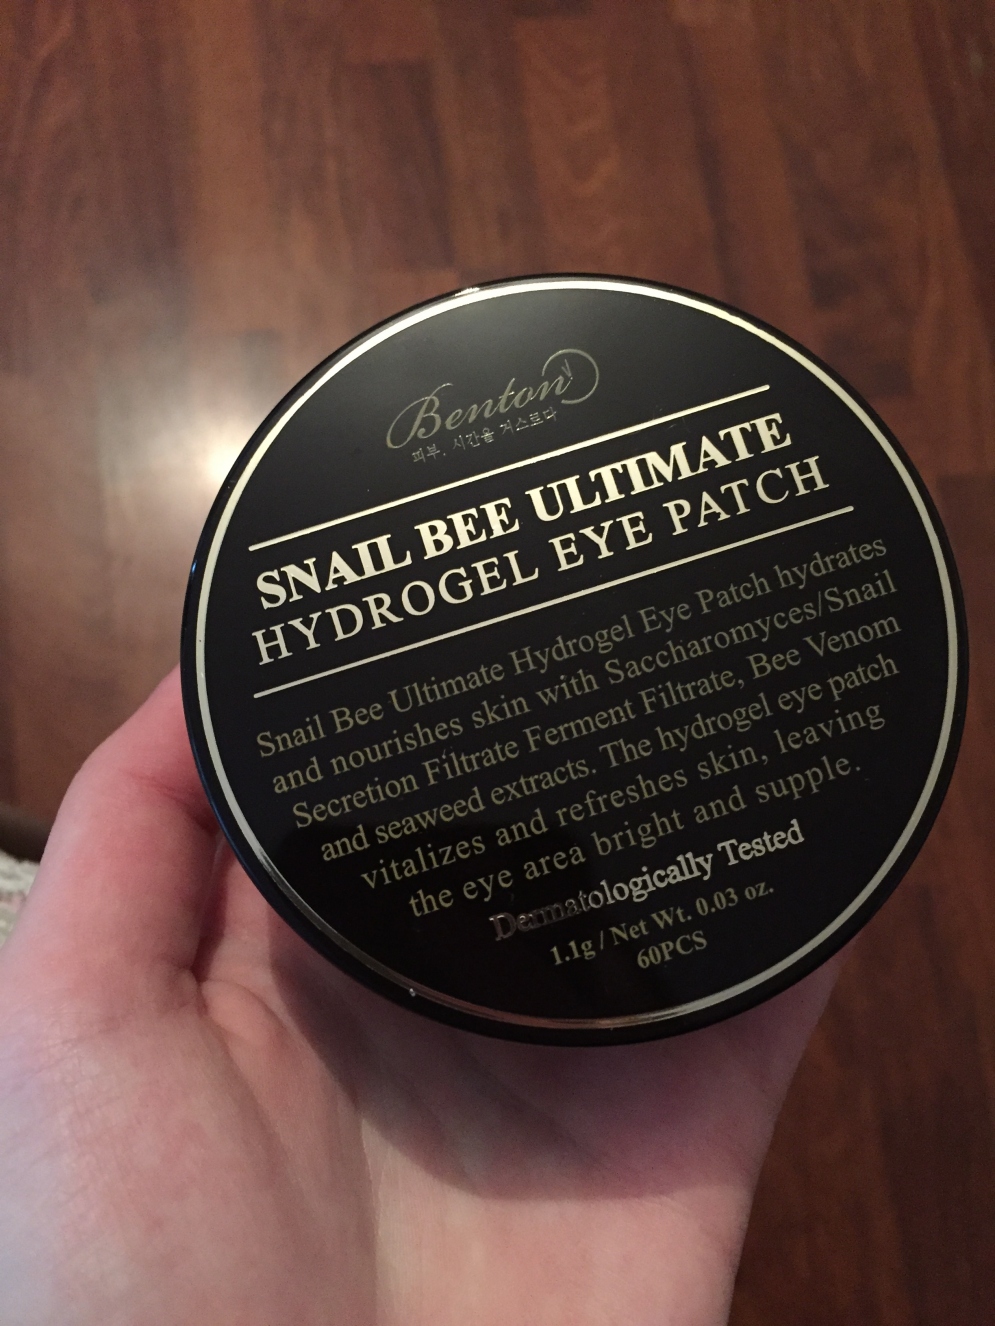 Benton
피부, 시간을 거스르다
SNAIL BEE ULTIMATE
HYDROGEL EYE PATCH
Snail Bee Ultimate Hydrogel Eye Patch hydrates
and nourishes skin with Saccharomyces/Snail
Secretion Filtrate Ferment Filtrate, Bee Venom
and seaweed extracts. The hydrogel eye patch
vitalizes and refreshes skin, leaving
the eye area bright and supple.
Dermatologically Tested
1.1g / Net Wt. 0.03 oz.
60PCS